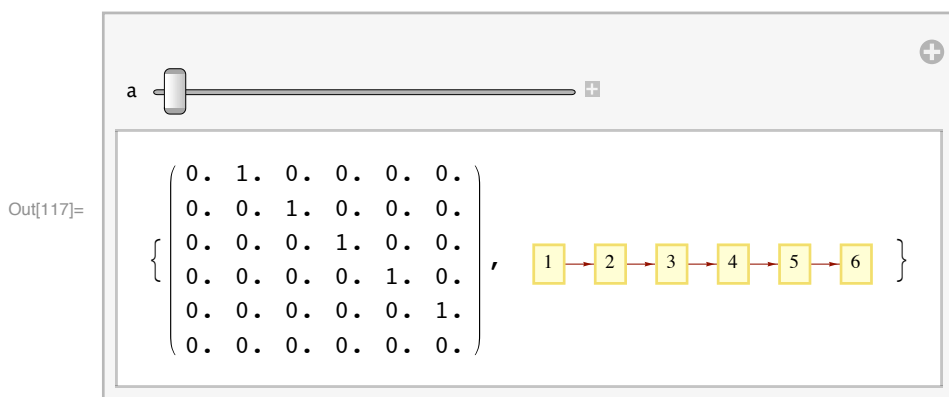 a
0. 1. 0. 0. 0. 0.
0. 0. 1. 0. 0. 0.
0. 0. 0. 1. 0. 0.
Out[117]=
{ 0. 0. 0. 0. 1. 0. , 1 2 3 4 5 6 }
0. 0. 0. 0. 0. 1.
0. 0. 0. 0. 0. 0.